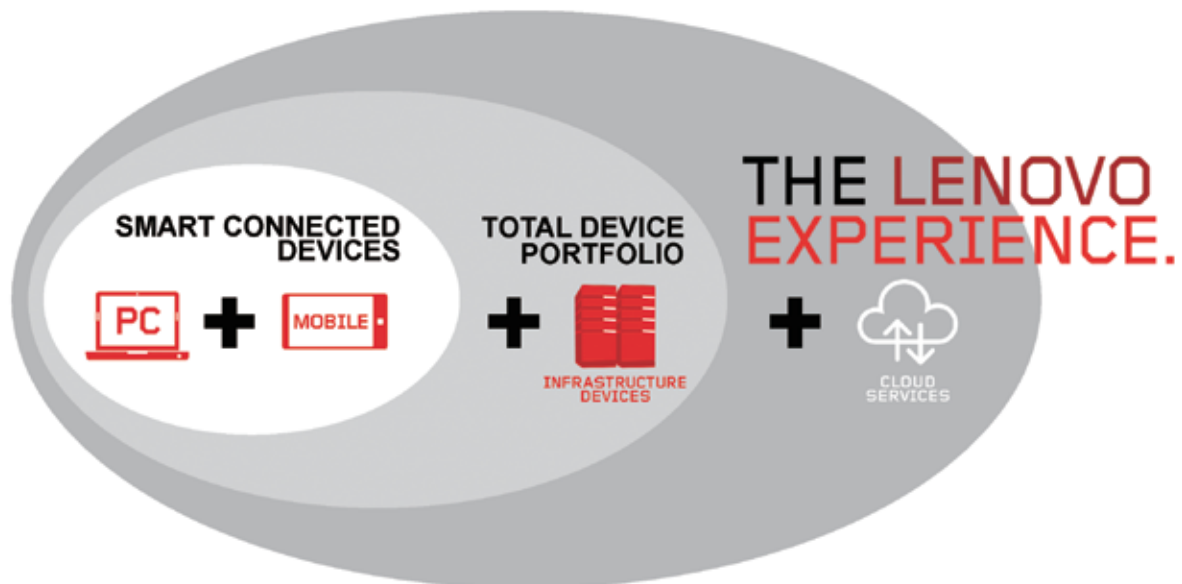 SMART CONNECTED
DEVICES
PC
MOBILE
TOTAL DEVICE
PORTFOLIO
INFRASTRUCTURE
DEVICES
THE LENOVO
EXPERIENCE.
CLOUD
SERVICES